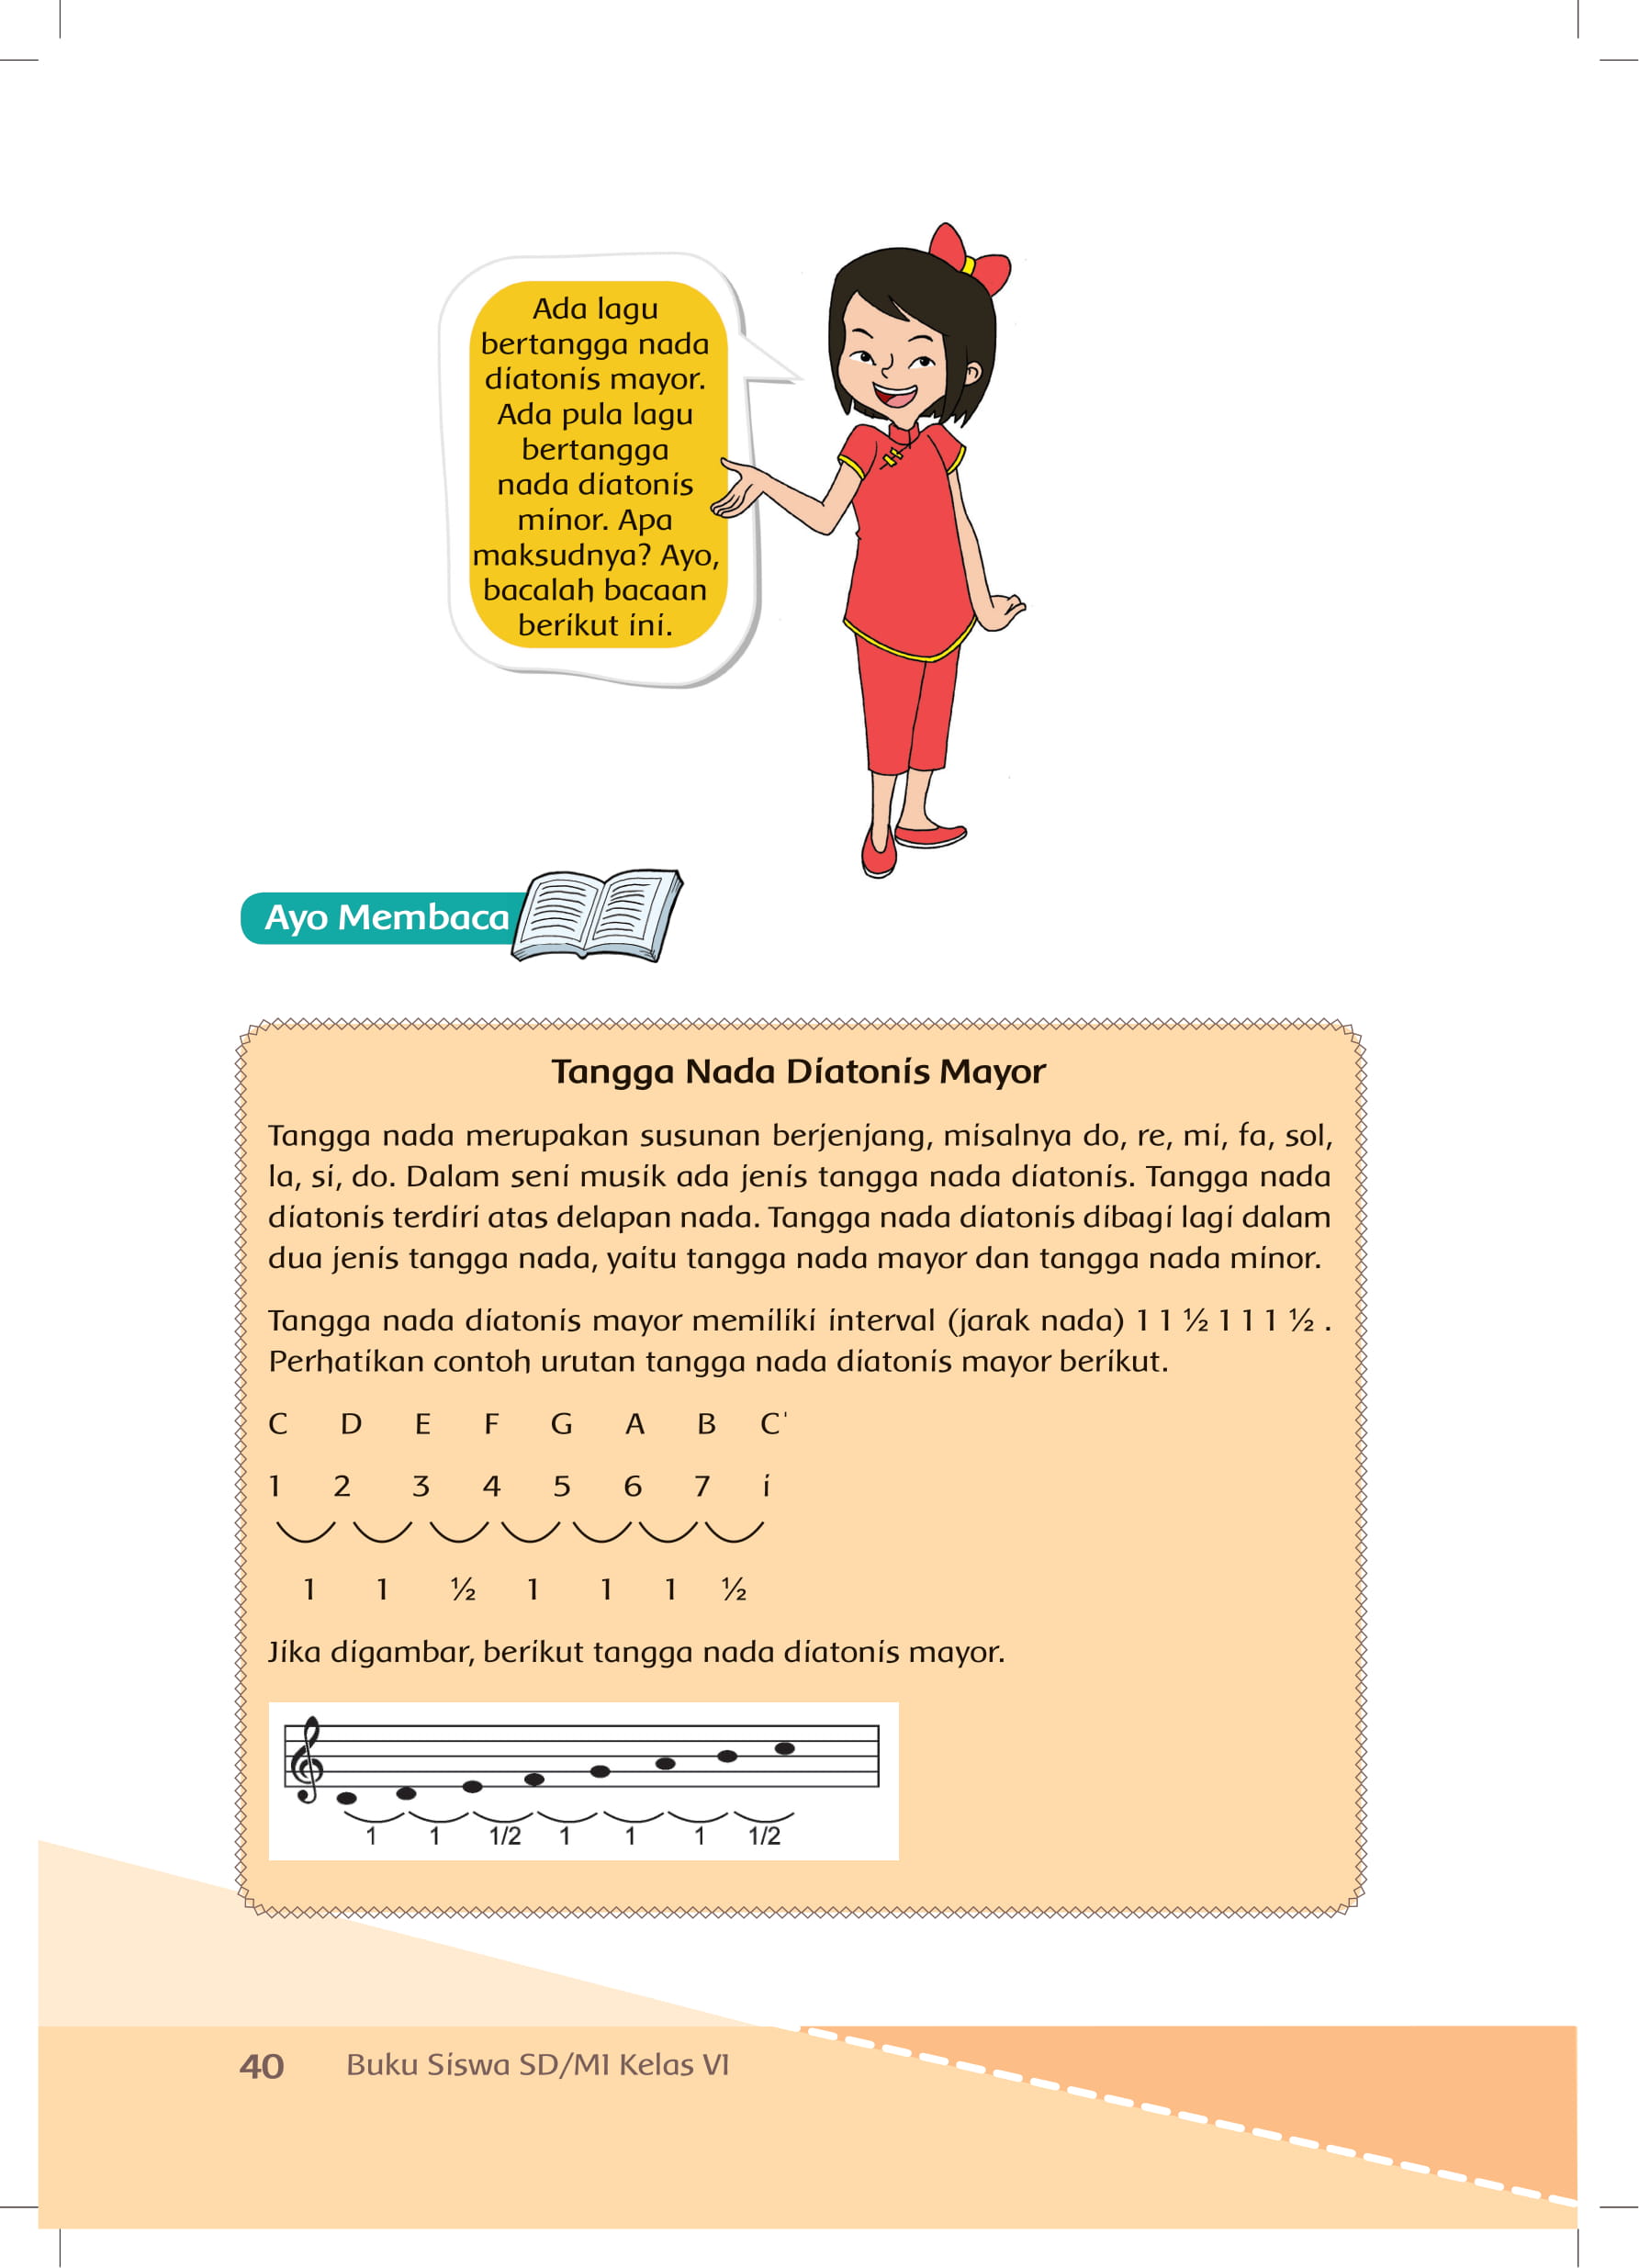 Ada lagu
bertangga nada
diatonis mayor.
Ada pula lagu
bertangga
nada diatonis
minor. Apa
maksudnya? Ayo,
bacalah bacaan
berikut ini.
Ayo Membaca
Tangga Nada Diatonis Mayor
Tangga nada merupakan susunan berjenjang, misalnya do, re, mi, fa, sol,
la, si, do. Dalam seni musik ada jenis tangga nada diatonis. Tangga nada
diatonis terdiri atas delapan nada. Tangga nada diatonis dibagi lagi dalam
dua jenis tangga nada, yaitu tangga nada mayor dan tangga nada minor.
Tangga nada diatonis mayor memiliki interval (jarak nada) 1 1 ½ 1 1 1 ½ .
Perhatikan contoh urutan tangga nada diatonis mayor berikut.
C D E F G A B C'
1 2 3 4 5 6 7 i
1 1 ½ 1 1 1 ½
Jika digambar, berikut tangga nada diatonis mayor.
1 1 1/2 1 1 1 1/2
40 Buku Siswa SD/MI Kelas VI